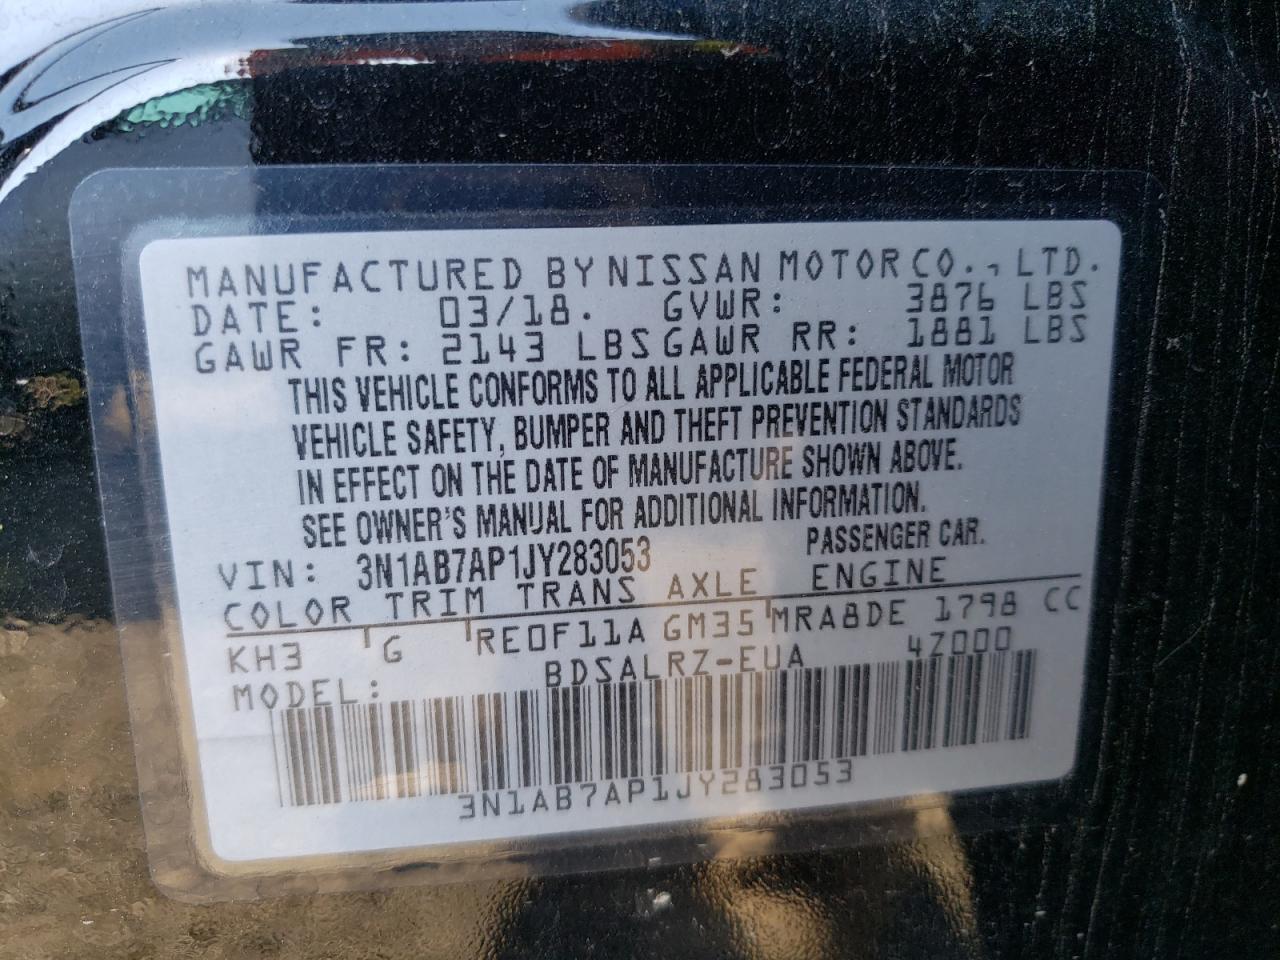 MANUFACTURED BY NISSAN MOTOR CO., LTD.
DATE: 03/18. GVWR: 3876 LBS
GAWR FR: 2143 LBS GAWR RR: 1881 LBS
THIS VEHICLE CONFORMS TO ALL APPLICABLE FEDERAL MOTOR
VEHICLE SAFETY, BUMPER AND THEFT PREVENTION STANDARDS
IN EFFECT ON THE DATE OF MANUFACTURE SHOWN ABOVE.
SEE OWNER'S MANUAL FOR ADDITIONAL INFORMATION.
VIN: 3N1AB7AP1JY283053 PASSENGER CAR.
COLOR TRIM TRANS AXLE ENGINE
KH3 G RE0F11A GM35 MRA8DE 1798 CC
MODEL: BDSALRZ-EUA 4Z000
3N1AB7AP1JY283053